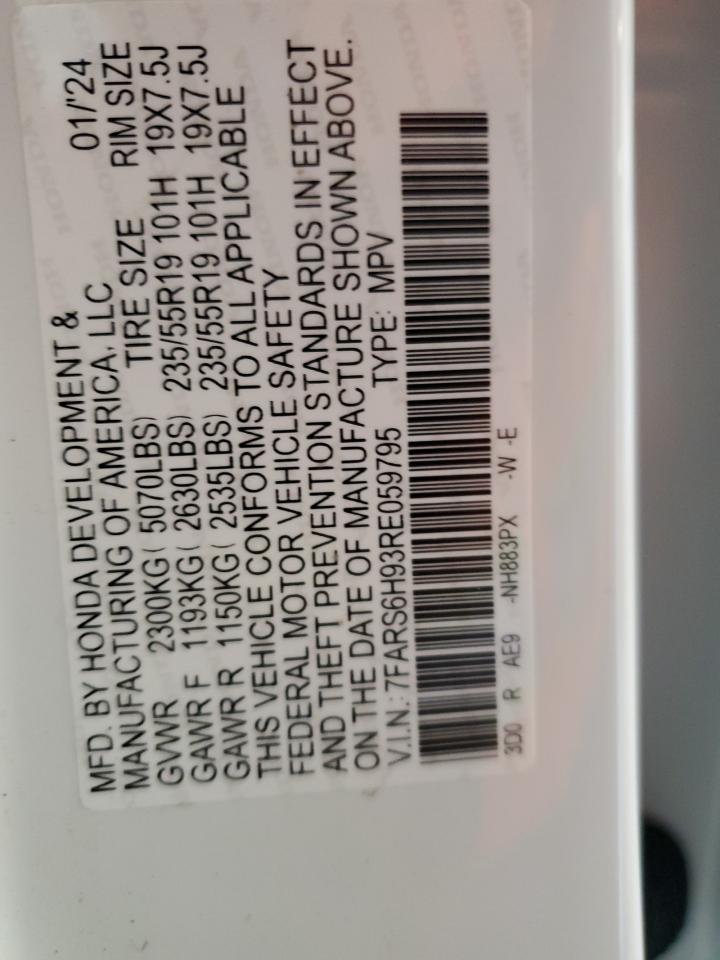 MFD. BY HONDA DEVELOPMENT &
MANUFACTURING OF AMERICA, LLC 01/'24
GVWR 2300KG( 5070LBS) TIRE SIZE RIM SIZE
GAWR F 1193KG( 2630LBS) 235/55R19 101H 19X7.5J
GAWR R 1150KG( 2535LBS) 235/55R19 101H 19X7.5J
THIS VEHICLE CONFORMS TO ALL APPLICABLE
FEDERAL MOTOR VEHICLE SAFETY
AND THEFT PREVENTION STANDARDS IN EFFECT
ON THE DATE OF MANUFACTURE SHOWN ABOVE.
V.I.N.: 7FARS6H93RE059795 TYPE: MPV
3D0 R AE9 -NH883PX -W -E